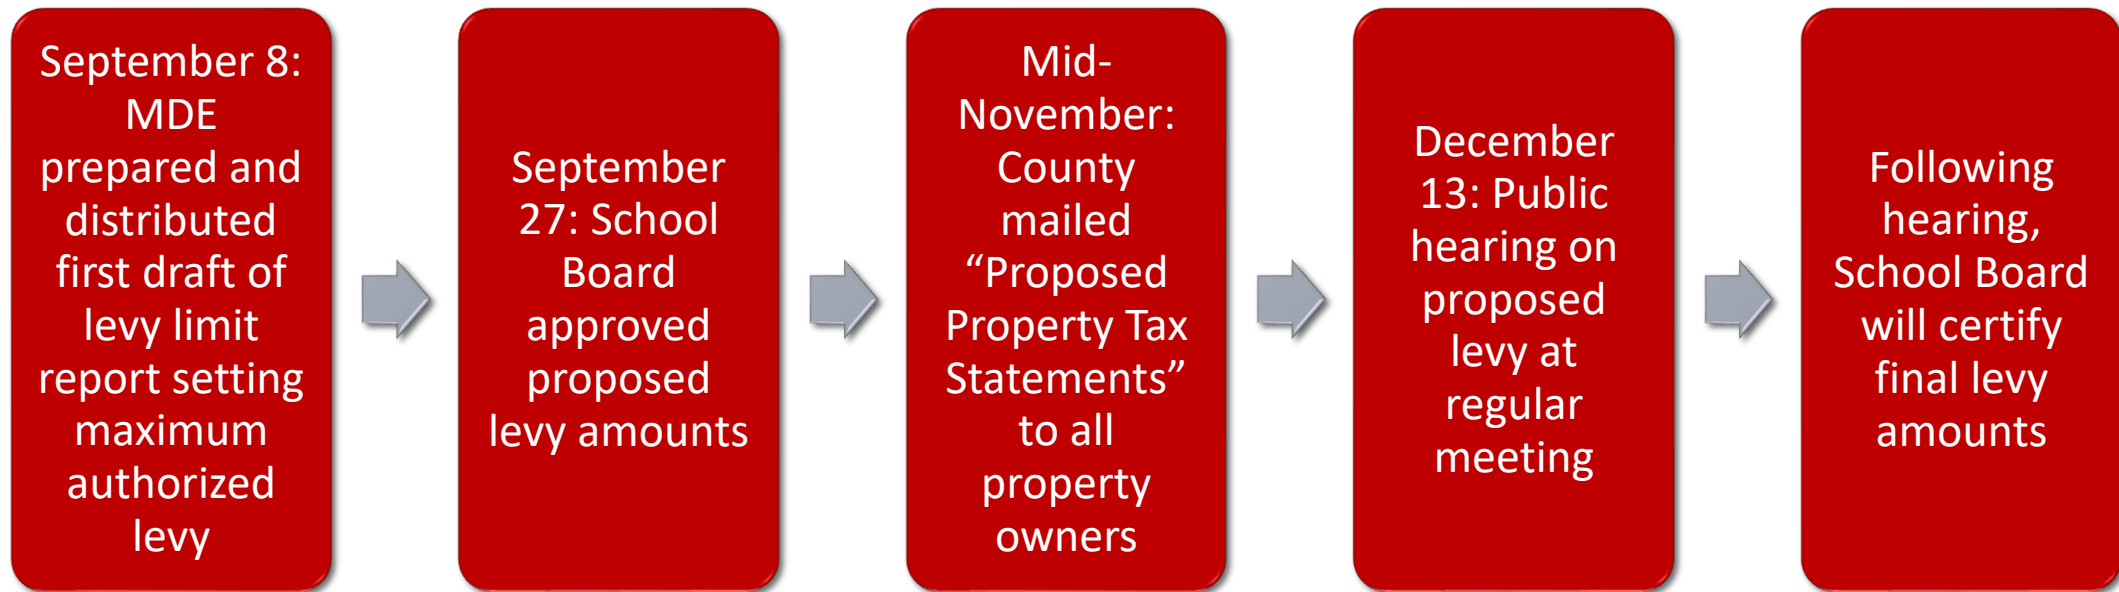 September 8:
MDE
prepared and
distributed
first draft of
levy limit
report setting
maximum
authorized
levy
September
27: School
Board
approved
proposed
levy amounts
Mid-
November:
County
mailed
“Proposed
Property Tax
Statements”
to all
property
owners
December
13: Public
hearing on
proposed
levy at
regular
meeting
Following
hearing,
School Board
will certify
final levy
amounts